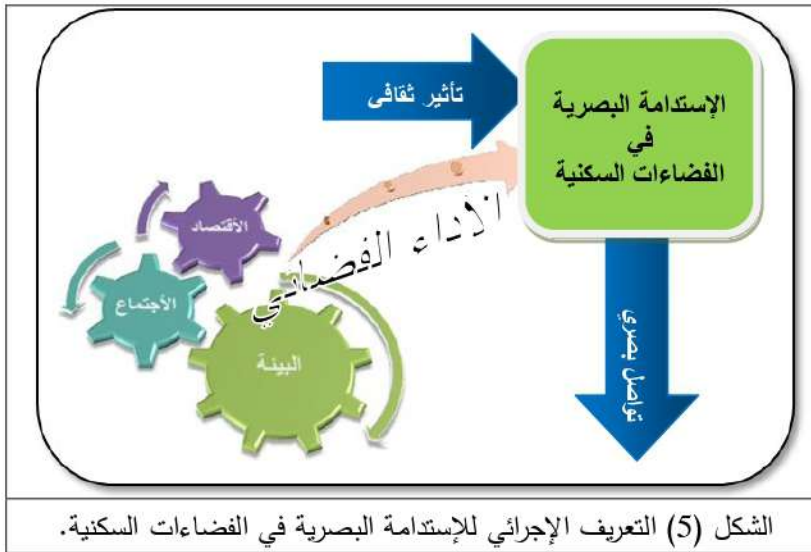 تأثير ثقافى
الإستدامة البصرية
في
الفضاءات السكنية
الأداء الفضائي
الأقتصاد
الأجتماع
البيئة
تواصل بصري
الشكل (5) التعريف الإجرائي للإستدامة البصرية في الفضاءات السكنية.